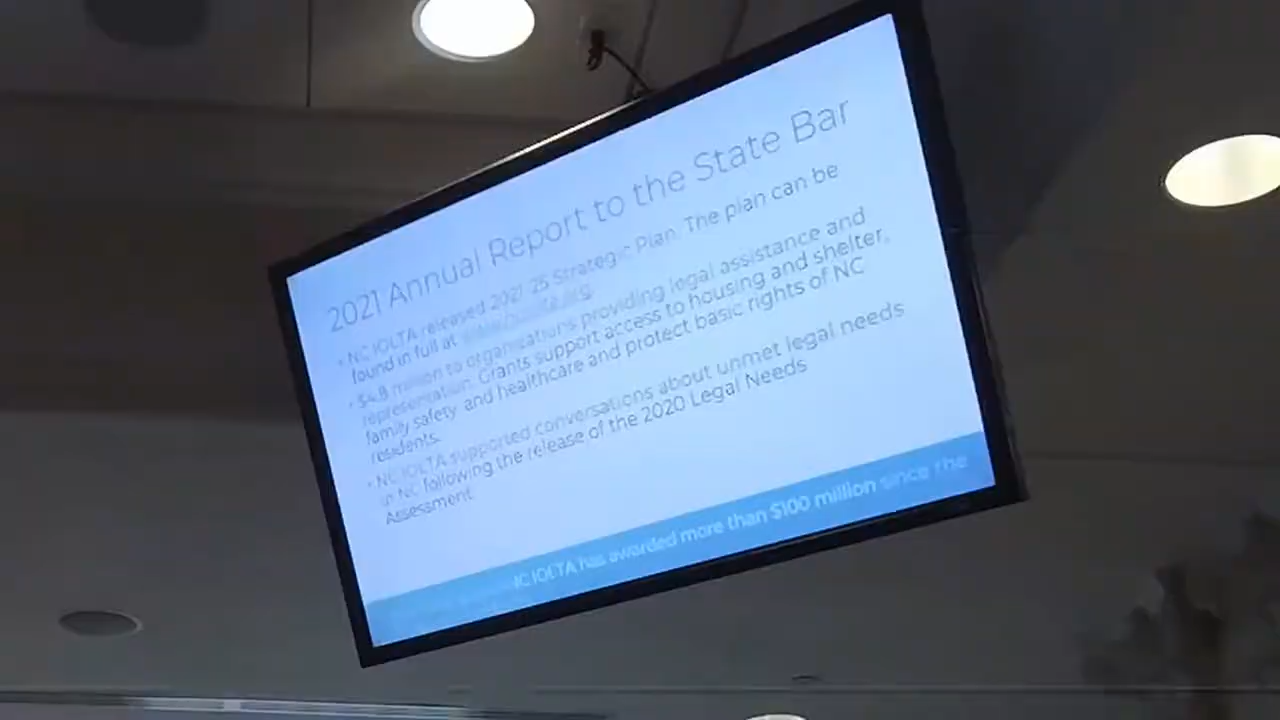 2021 Annual Report to the State Bar
• NC IOLTA released 2021-25 Strategic Plan. The plan can be
found in full at
• $4.8 million to organizations providing legal assistance and
representation. Grants support access to housing and shelter,
family safety and healthcare and protect basic rights of NC
residents.
• NC IOLTA supported conversations about unmet legal needs
in NC following the release of the 2020 Legal Needs
Assessment.
NC IOLTA has awarded more than $100 million since the